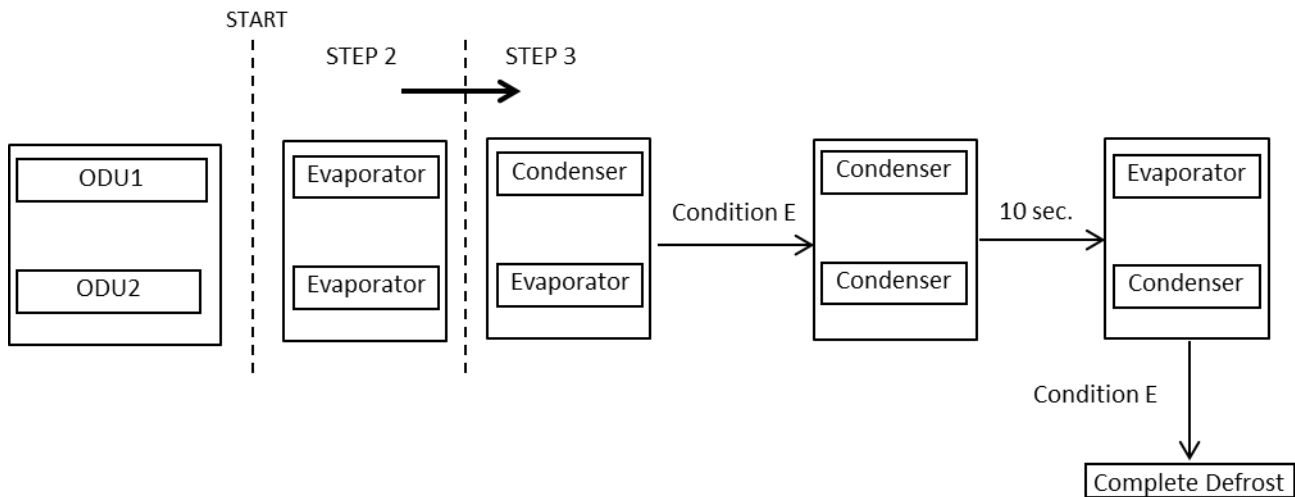 START
STEP 2
STEP 3
ODU1
ODU2
Evaporator
Evaporator
Condenser
Evaporator
Condition E
Condenser
Condenser
10 sec.
Evaporator
Condenser
Condition E
Complete Defrost